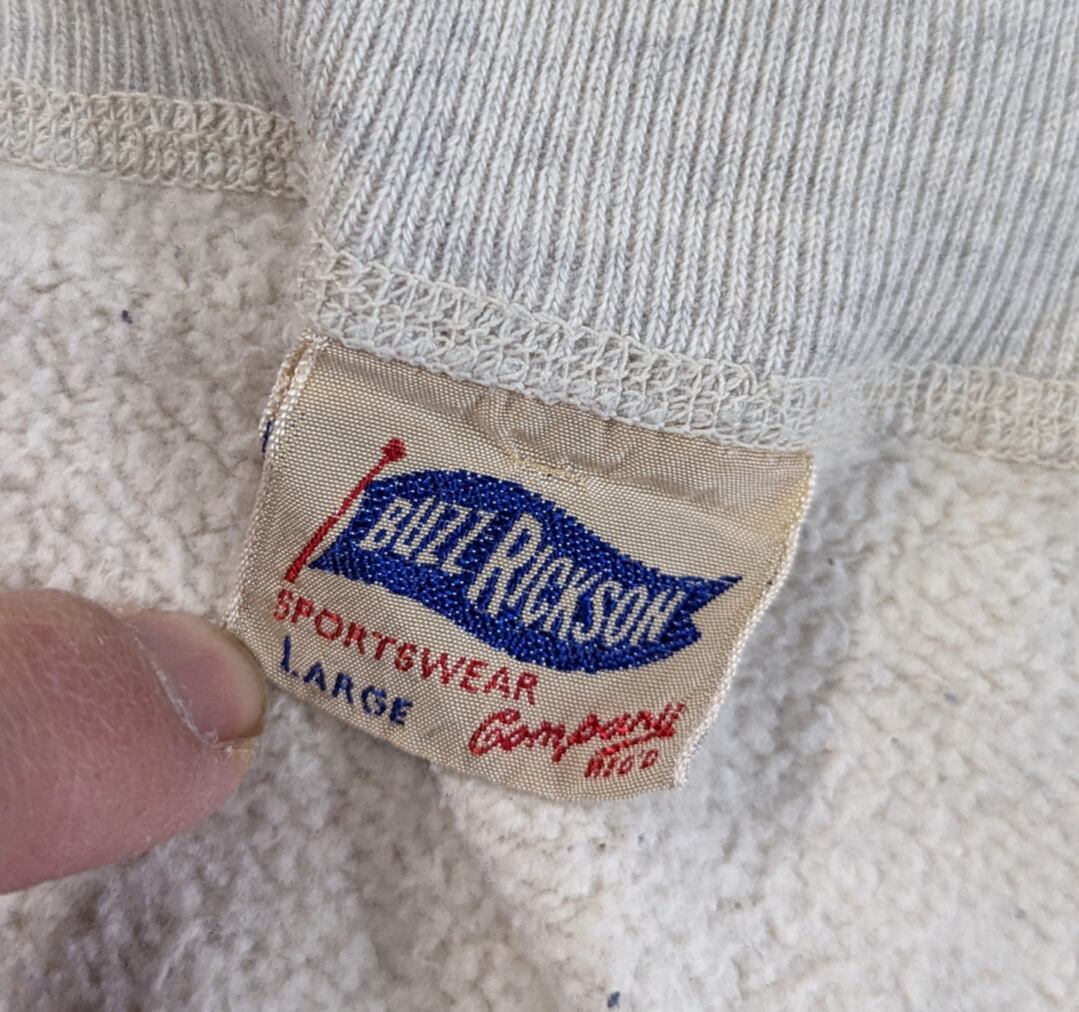 BUZZ RICKSON
SPORTSWEAR
LARGE
Company
REG'D